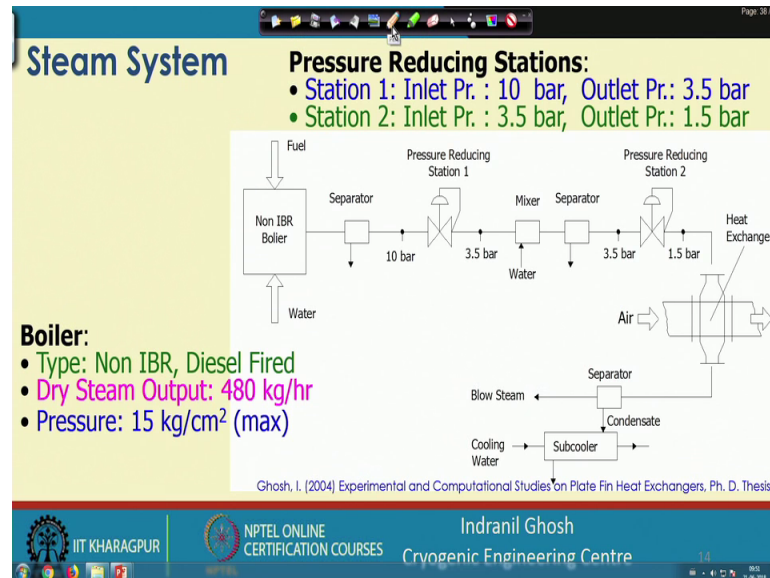 Page: 38 /
Steam System
Pressure Reducing Stations:
• Station 1: Inlet Pr. : 10 bar, Outlet Pr.: 3.5 bar
• Station 2: Inlet Pr. : 3.5 bar, Outlet Pr.: 1.5 bar
Fuel
Pressure Reducing
Station 1
Pressure Reducing
Station 2
Separator
Mixer
Separator
Non IBR
Bolier
Heat
Exchange
10 bar
3.5 bar
3.5 bar
1.5 bar
Water
Water
Air
Boiler:
• Type: Non IBR, Diesel Fired
• Dry Steam Output: 480 kg/hr
• Pressure: 15 kg/cm² (max)
Separator
Blow Steam
Condensate
Cooling
Water
Subcooler
Ghosh, I. (2004) Experimental and Computational Studies on Plate Fin Heat Exchangers, Ph. D. Thesis
IIT KHARAGPUR
NPTEL ONLINE
CERTIFICATION COURSES
Indranil Ghosh
Cryogenic Engineering Centre
14
09:51